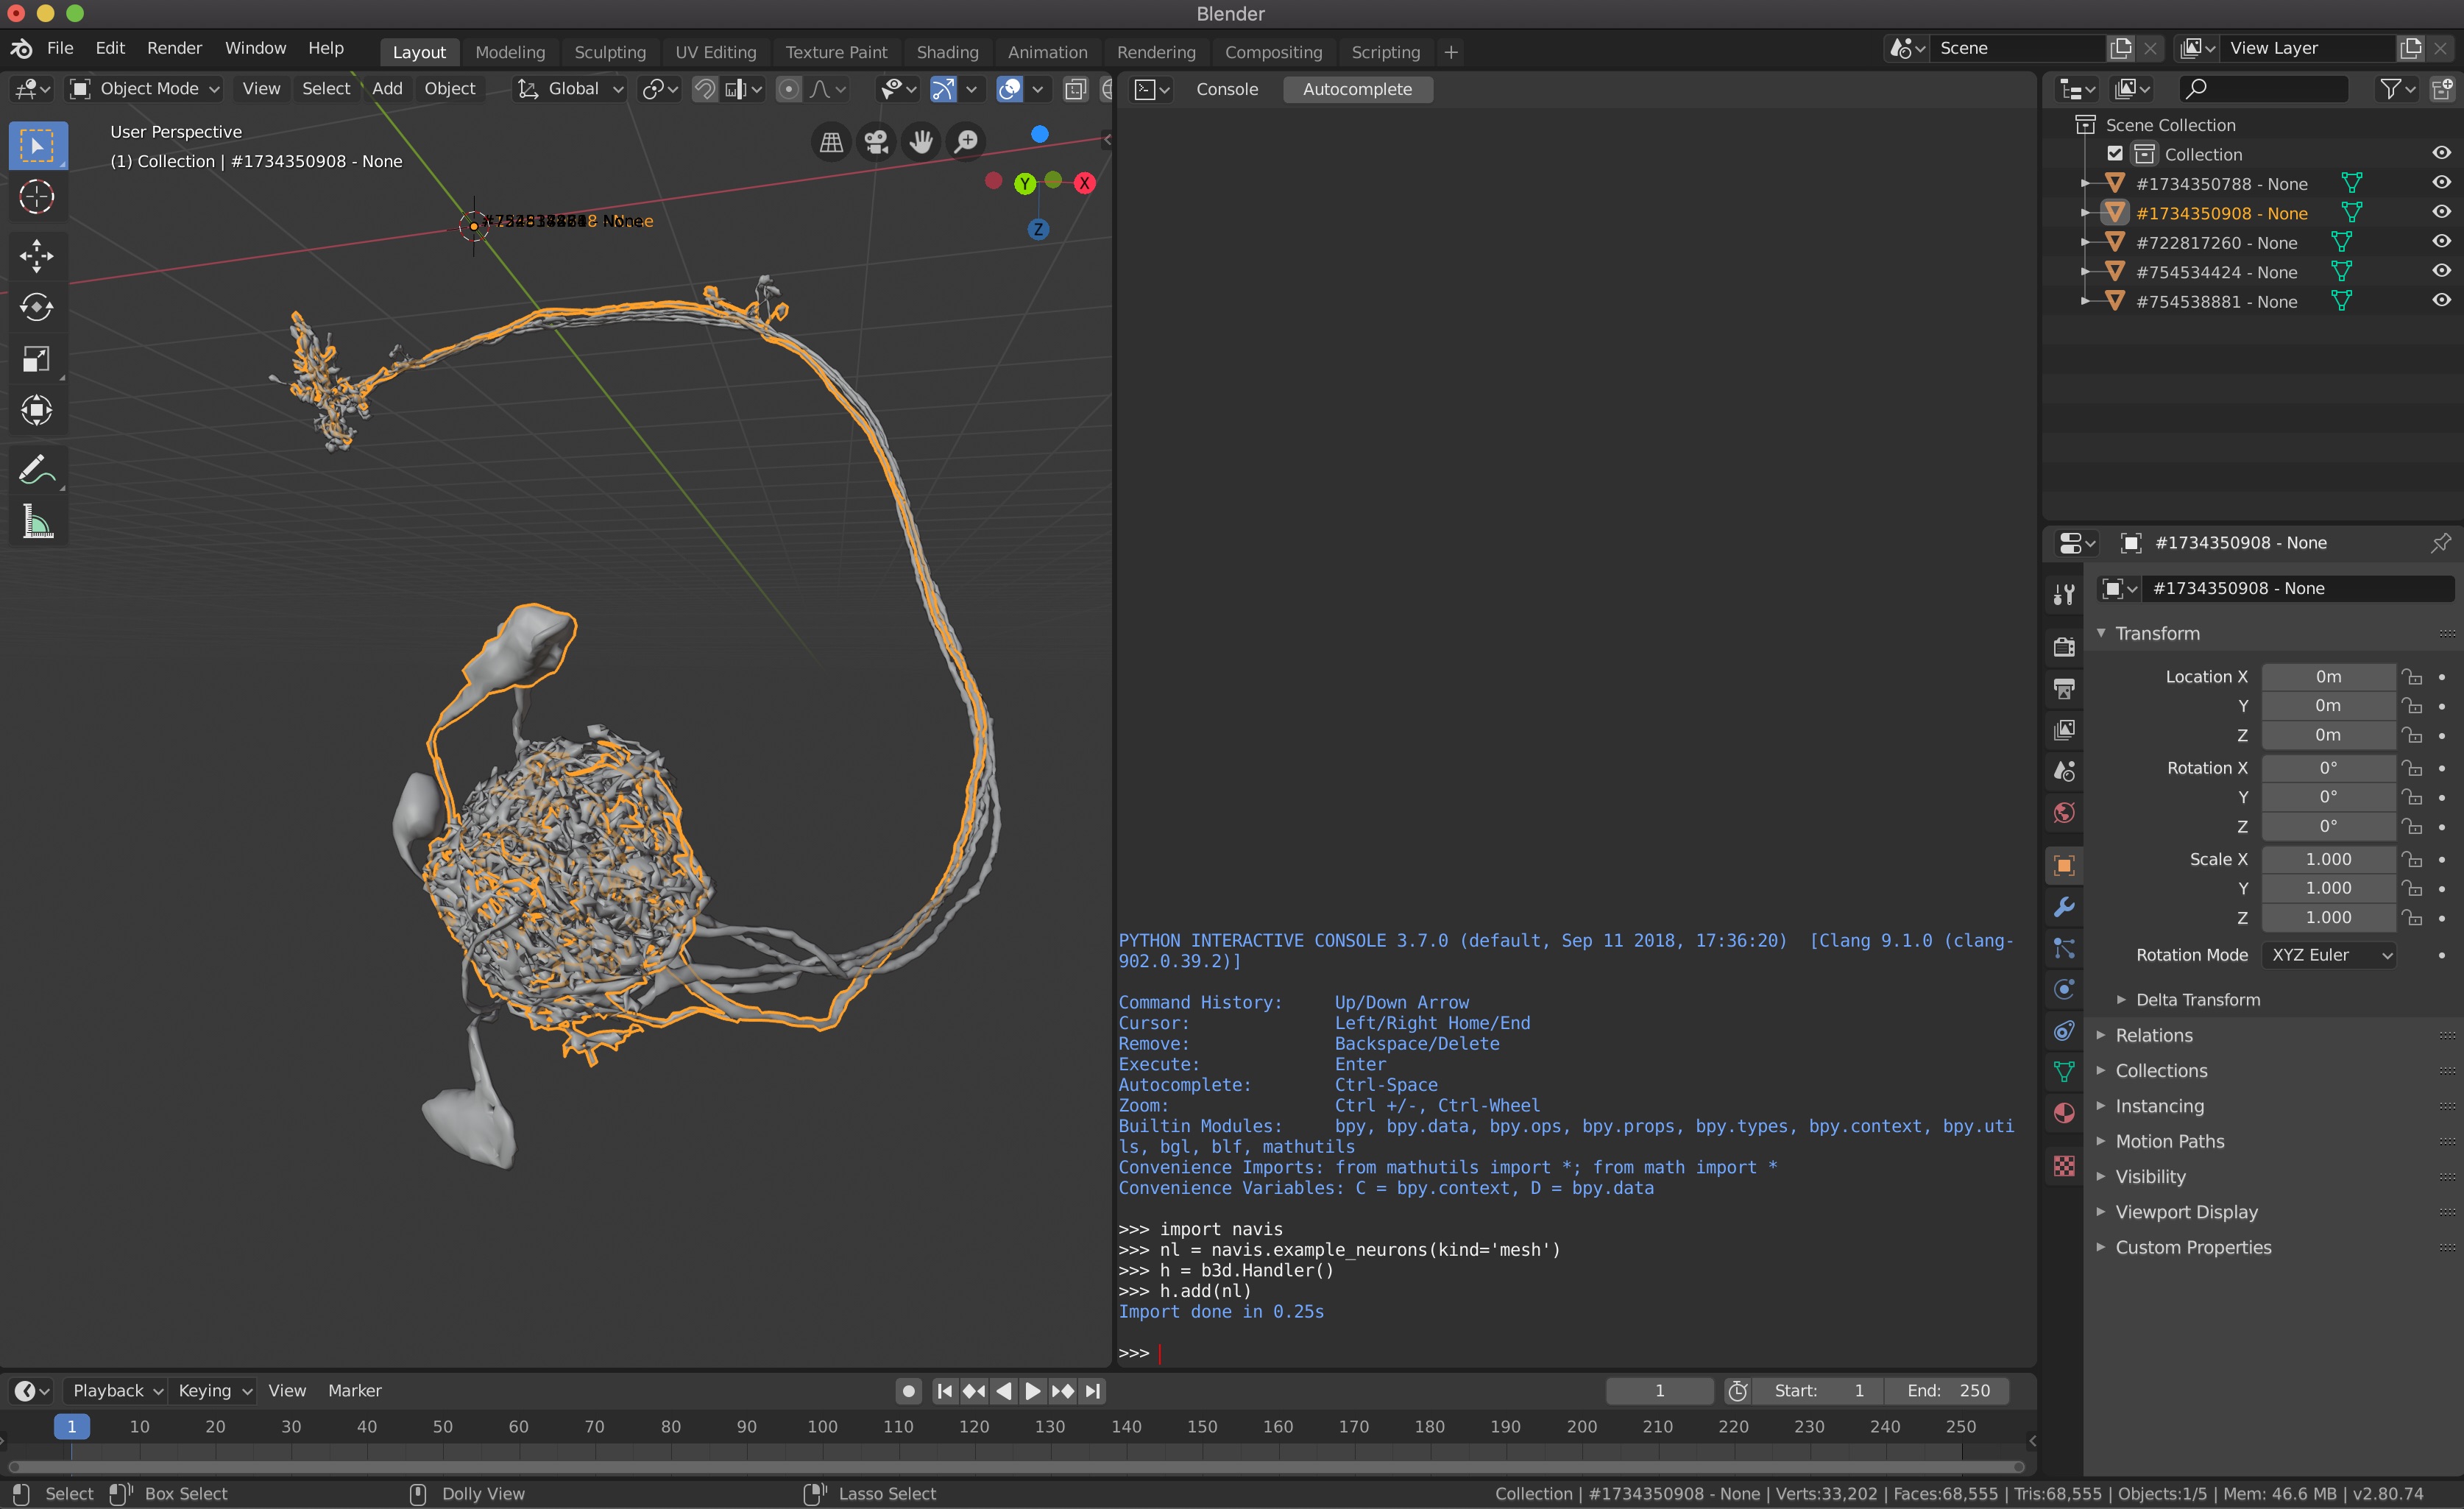 Blender
File Edit Render Window Help
Layout Modeling Sculpting UV Editing Texture Paint Shading Animation Rendering Compositing Scripting +
Scene
View Layer
Object Mode View Select Add Object Global
Console Autocomplete
User Perspective
(1) Collection | #1734350908 - None
Y
X
Z
Scene Collection
Collection
#1734350788 - None
#1734350908 - None
#722817260 - None
#754534424 - None
#754538881 - None
#1734350908 - None
#1734350908 - None
Transform
Location X 0m
Y 0m
Z 0m
Rotation X 0°
Y 0°
Z 0°
Scale X 1.000
Y 1.000
Z 1.000
Rotation Mode XYZ Euler
Delta Transform
Relations
Collections
Instancing
Motion Paths
Visibility
Viewport Display
Custom Properties
PYTHON INTERACTIVE CONSOLE 3.7.0 (default, Sep 11 2018, 17:36:20)  [Clang 9.1.0 (clang-
902.0.39.2)]
Command History:     Up/Down Arrow
Cursor:              Left/Right Home/End
Remove:              Backspace/Delete
Execute:             Enter
Autocomplete:        Ctrl-Space
Zoom:                Ctrl +/-, Ctrl-Wheel
Builtin Modules:     bpy, bpy.data, bpy.ops, bpy.props, bpy.types, bpy.context, bpy.uti
ls, bgl, blf, mathutils
Convenience Imports: from mathutils import *; from math import *
Convenience Variables: C = bpy.context, D = bpy.data
>>> import navis
>>> nl = navis.example_neurons(kind='mesh')
>>> h = b3d.Handler()
>>> h.add(nl)
Import done in 0.25s
>>>
Playback Keying View Marker
1 Start: 1 End: 250
1 10 20 30 40 50 60 70 80 90 100 110 120 130 140 150 160 170 180 190 200 210 220 230 240 250
Select Box Select Dolly View Lasso Select
Collection | #1734350908 - None | Verts:33,202 | Faces:68,555 | Tris:68,555 | Objects:1/5 | Mem: 46.6 MB | v2.80.74